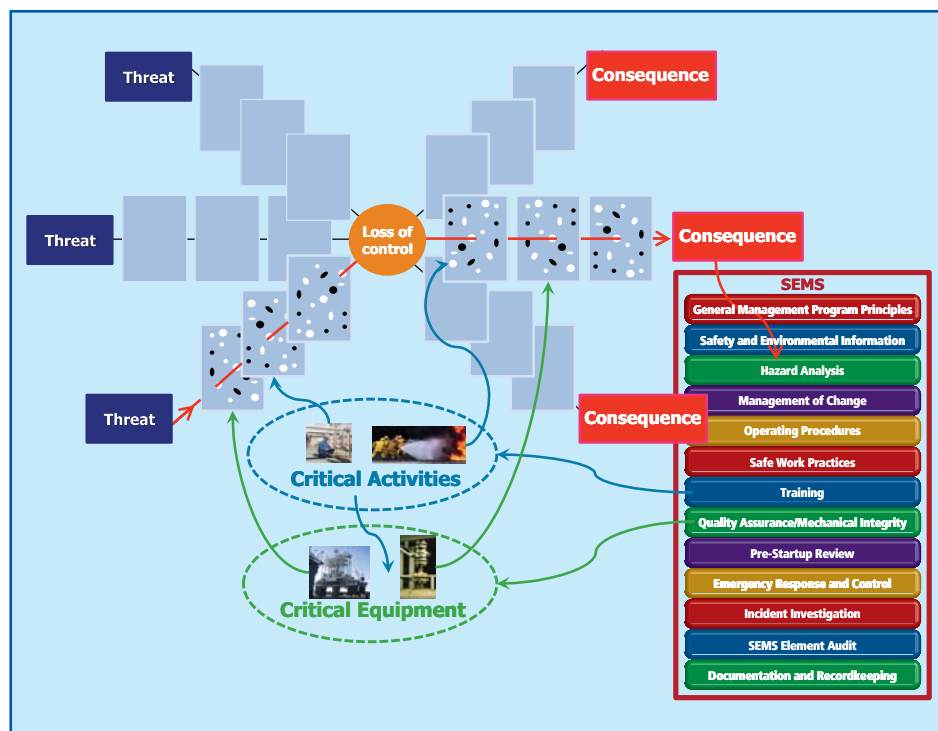 Threat
Consequence
Threat
Loss of
control
Consequence
Threat
Consequence
Critical Activities
Critical Equipment
SEMS
General Management Program Principles
Safety and Environmental Information
Hazard Analysis
Management of Change
Operating Procedures
Safe Work Practices
Training
Quality Assurance/Mechanical Integrity
Pre-Startup Review
Emergency Response and Control
Incident Investigation
SEMS Element Audit
Documentation and Recordkeeping